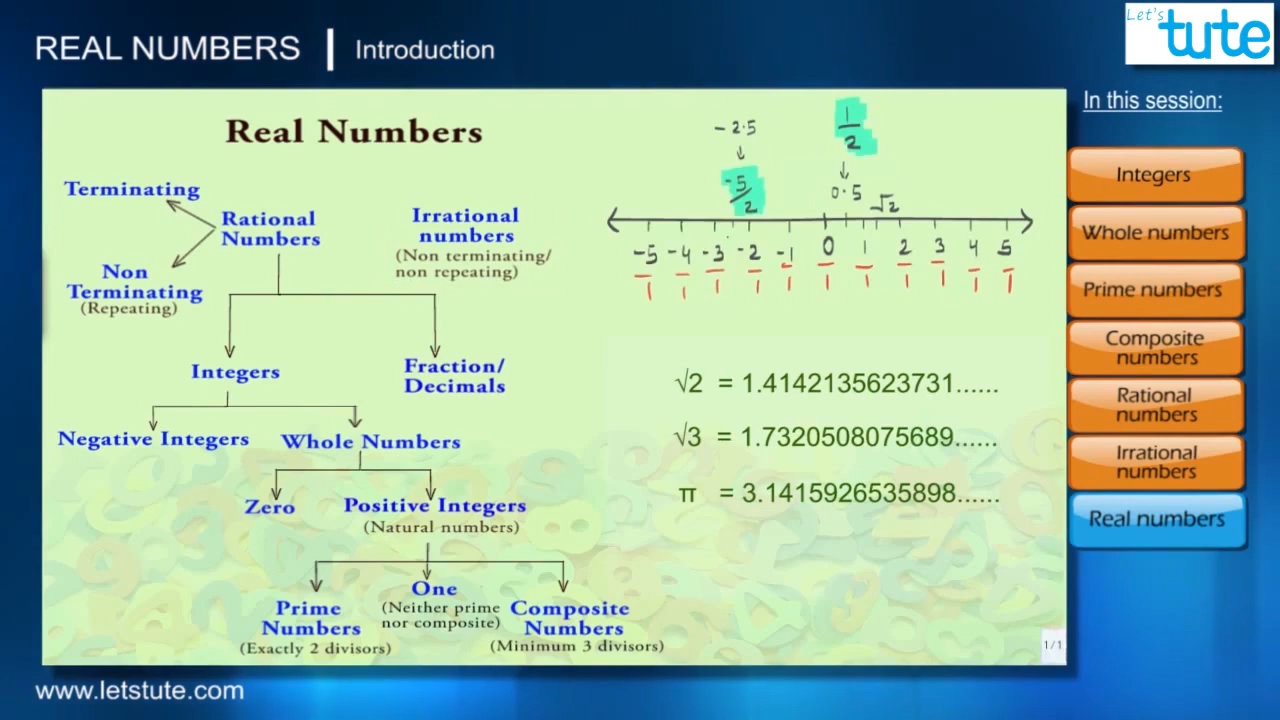 REAL NUMBERS | Introduction
Let's
tute
In this session:
Real Numbers
Terminating
Rational
Numbers
Non
Terminating
(Repeating)
Irrational
numbers
(Non terminating/
non repeating)
Integers
Fraction/
Decimals
Negative Integers
Whole Numbers
Zero
Positive Integers
(Natural numbers)
Prime
Numbers
(Exactly 2 divisors)
One
(Neither prime
nor composite)
Composite
Numbers
(Minimum 3 divisors)
-2.5
-5/2
1/2
0.5
√2
-5 -4 -3 -2 -1 0 1 2 3 4 5
1 1 1 1 1 1 1 1 1 1 1
√2 = 1.4142135623731......
√3 = 1.7320508075689......
π = 3.1415926535898......
1/1
Integers
Whole numbers
Prime numbers
Composite
numbers
Rational
numbers
Irrational
numbers
Real numbers
www.letstute.com